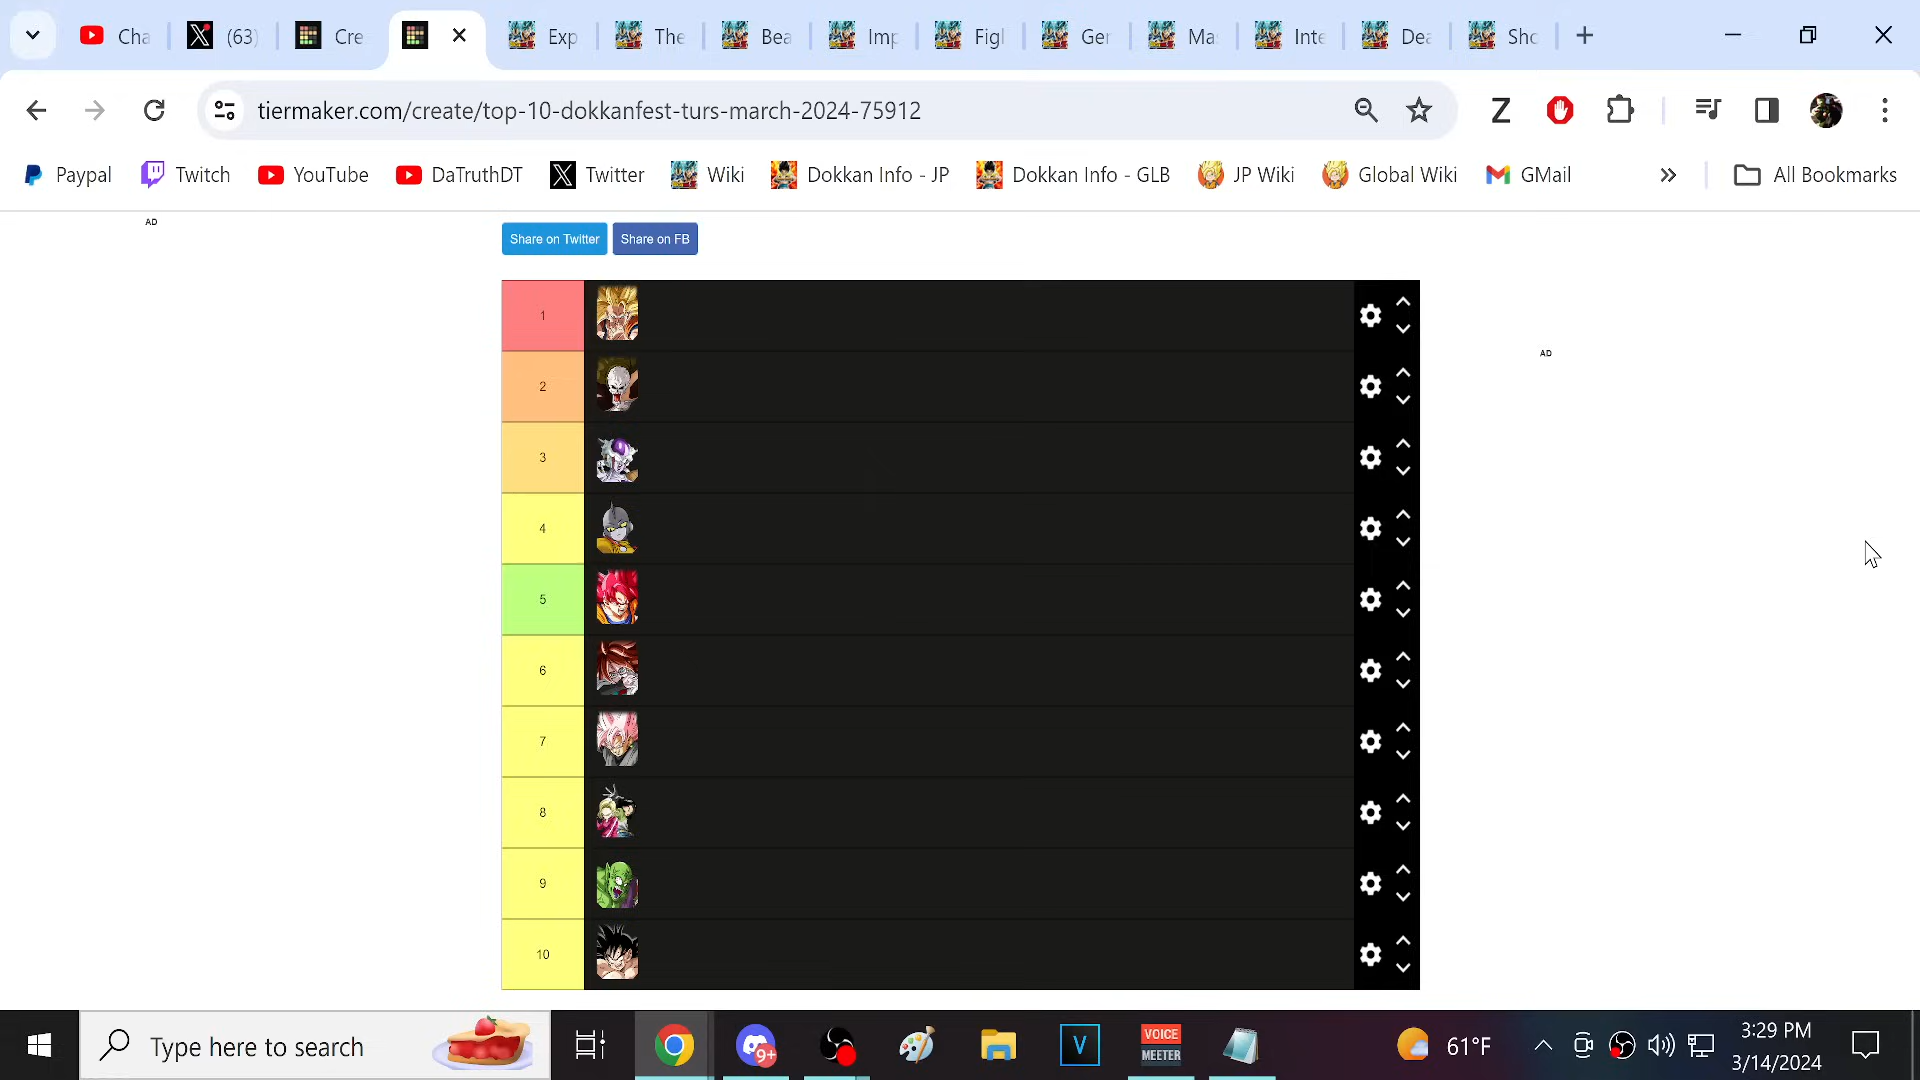 Cha
(63)
Cre
Exp
The
Bea
Imp
Figl
Ger
Ma
Inte
Dea
Sho
tiermaker.com/create/top-10-dokkanfest-turs-march-2024-75912
Z
Paypal
Twitch
YouTube
DaTruthDT
Twitter
Wiki
Dokkan Info - JP
Dokkan Info - GLB
JP Wiki
Global Wiki
GMail
All Bookmarks
AD
Share on Twitter
Share on FB
AD
1
2
3
4
5
6
7
8
9
10
Type here to search
9+
V
VOICE
MEETER
61°F
3:29 PM
3/14/2024